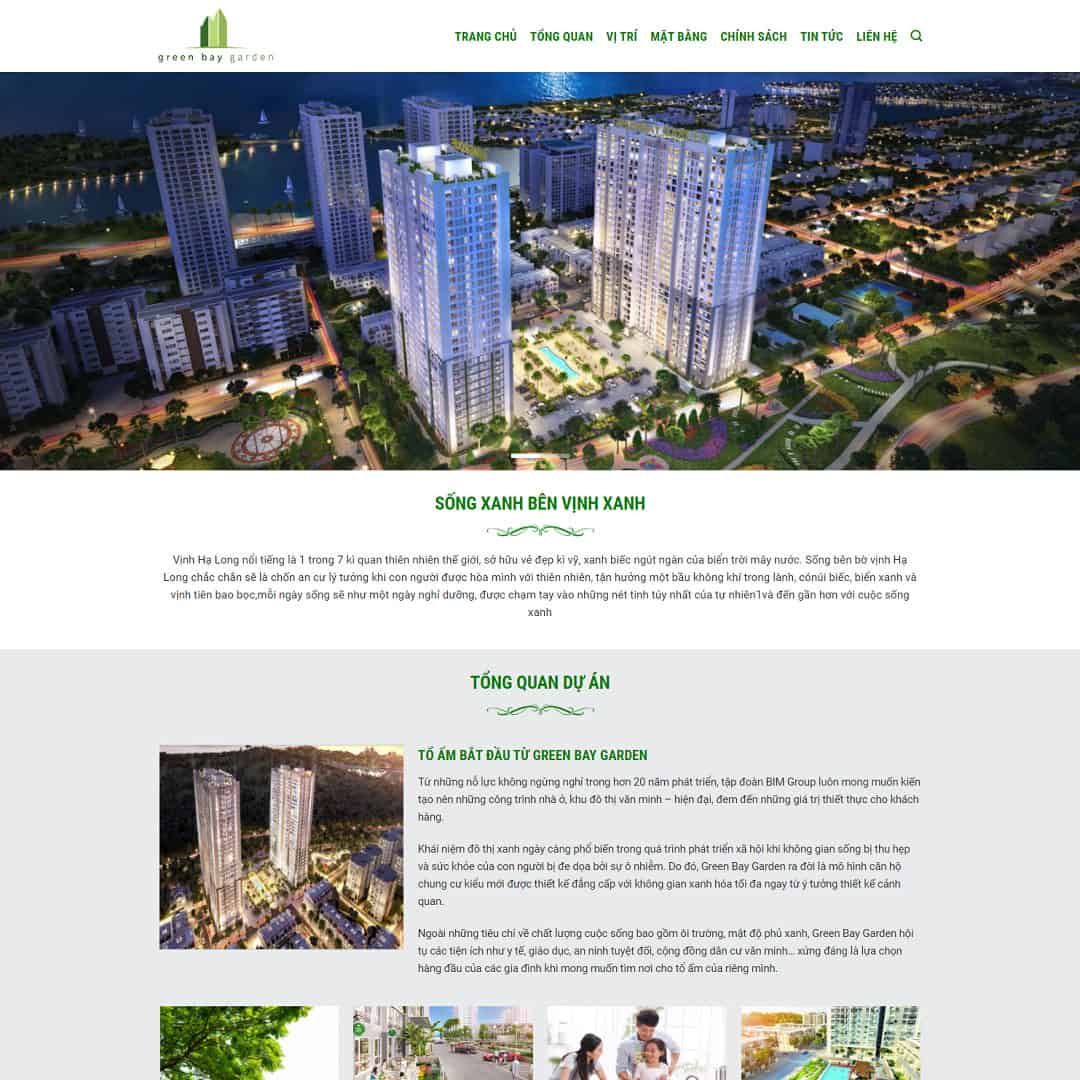 green bay garden
TRANG CHỦ TỔNG QUAN VỊ TRÍ MẶT BẰNG CHÍNH SÁCH TIN TỨC LIÊN HỆ
SỐNG XANH BÊN VỊNH XANH
Vịnh Hạ Long nổi tiếng là 1 trong 7 kì quan thiên nhiên thế giới, sở hữu vẻ đẹp kì vỹ, xanh biếc ngút ngàn của biển trời mây nước. Sống bên bờ vịnh Hạ
Long chắc chắn sẽ là chốn an cư lý tưởng khi con người được hòa mình với thiên nhiên, tận hưởng một bầu không khí trong lành, cónúi biếc, biển xanh và
vịnh tiên bao bọc,mỗi ngày sống sẽ như một ngày nghỉ dưỡng, được chạm tay vào những nét tinh túy nhất của tự nhiên1và đến gần hơn với cuộc sống
xanh
TỔNG QUAN DỰ ÁN
TỔ ẤM BẮT ĐẦU TỪ GREEN BAY GARDEN
Từ những nỗ lực không ngừng nghỉ trong hơn 20 năm phát triển, tập đoàn BIM Group luôn mong muốn kiến
tạo nên những công trình nhà ở, khu đô thị văn minh – hiện đại, đem đến những giá trị thiết thực cho khách
hàng.
Khái niệm đô thị xanh ngày càng phổ biến trong quá trình phát triển xã hội khi không gian sống bị thu hẹp
và sức khỏe của con người bị đe dọa bởi sự ô nhiễm. Do đó, Green Bay Garden ra đời là mô hình căn hộ
chung cư kiểu mới được thiết kế đẳng cấp với không gian xanh hóa tối đa ngay từ ý tưởng thiết kế cảnh
quan.
Ngoài những tiêu chí về chất lượng cuộc sống bao gồm ôi trường, mật độ phủ xanh, Green Bay Garden hội
tụ các tiện ích như y tế, giáo dục, an ninh tuyệt đối, cộng đồng dân cư văn minh… xứng đáng là lựa chọn
hàng đầu của các gia đình khi mong muốn tìm nơi cho tổ ấm của riêng mình.